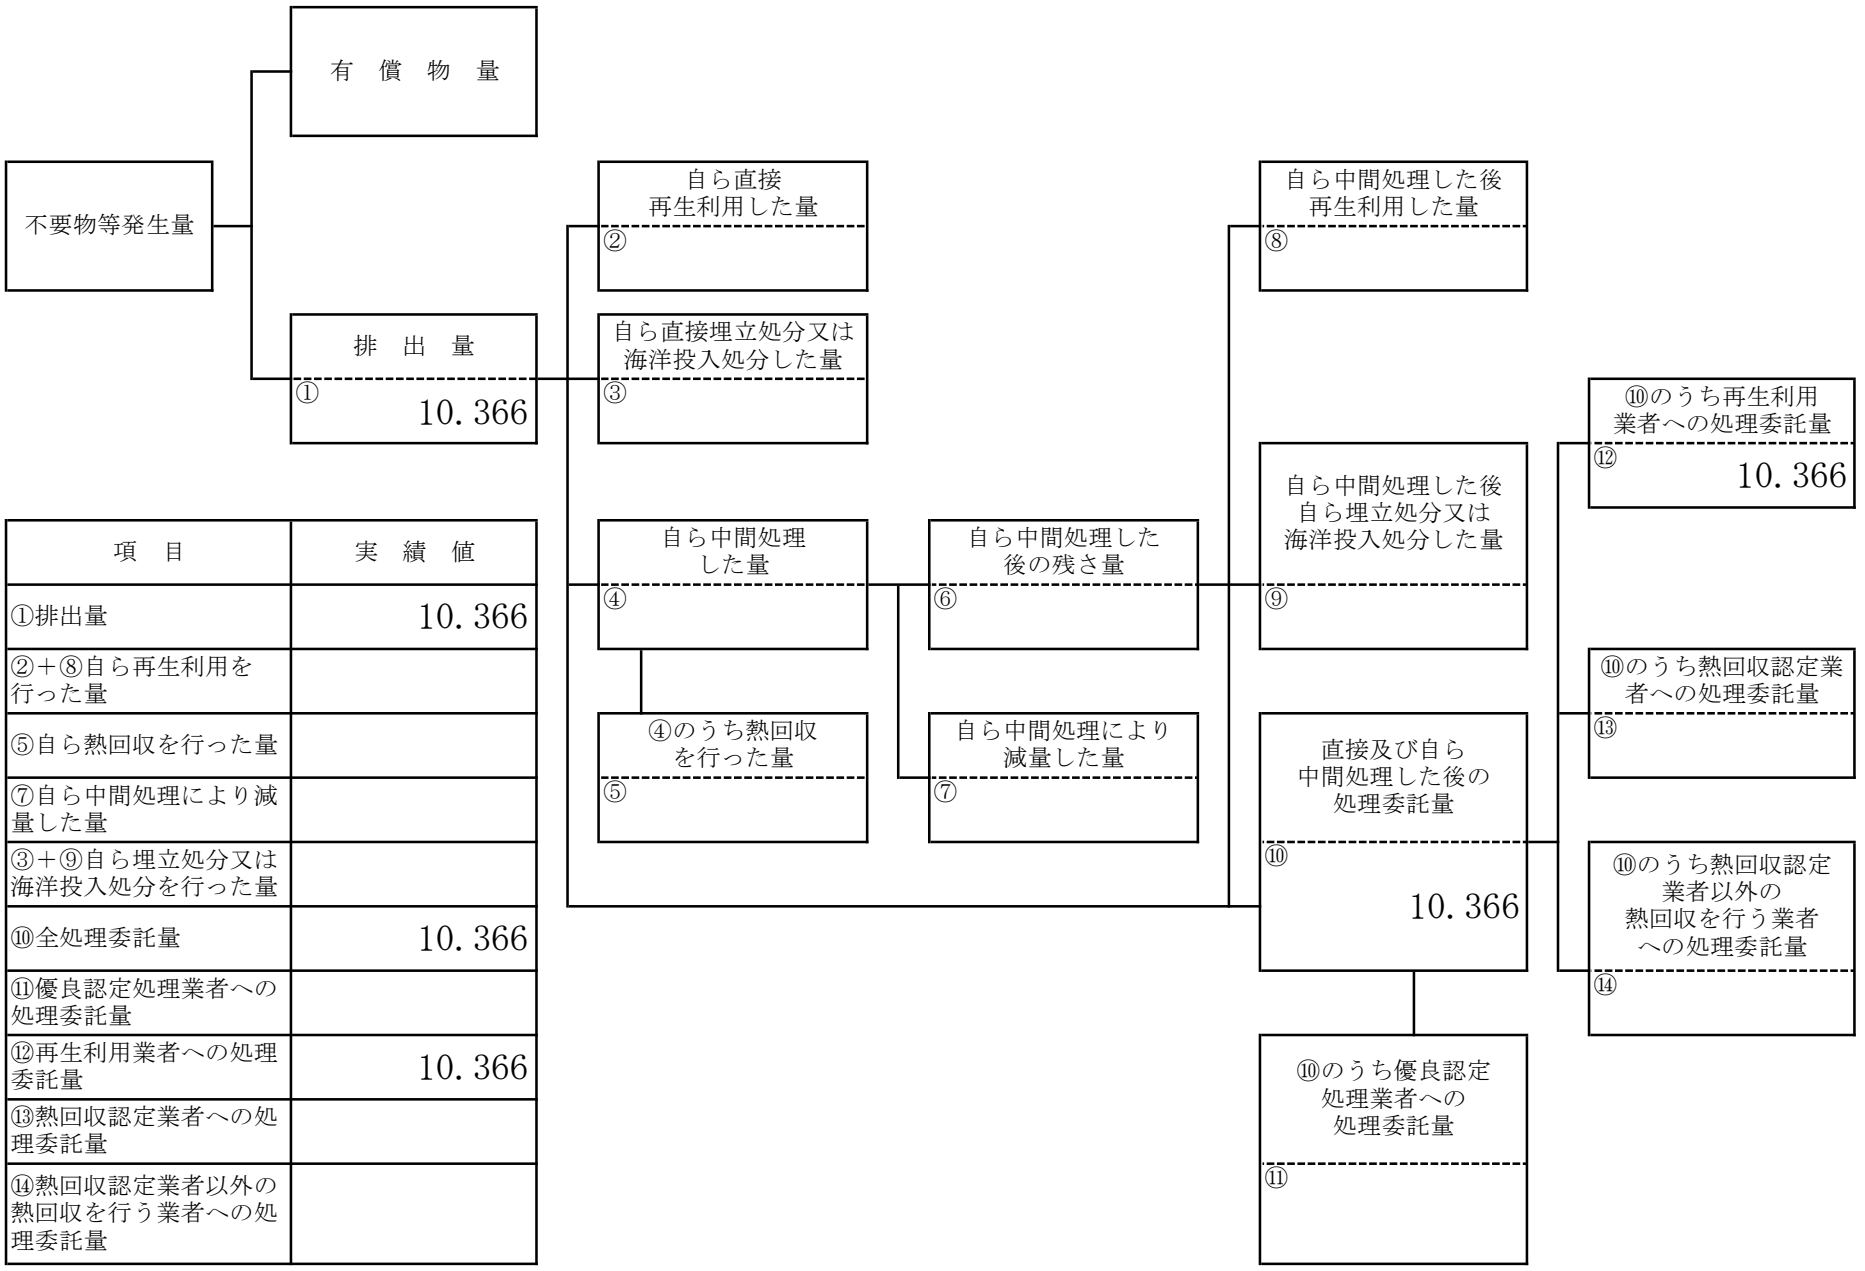 有 償 物 量
不要物等発生量
自ら直接
再生利用した量
②
自ら中間処理した後
再生利用した量
⑧
排 出 量
①
10.366
自ら直接埋立処分又は
海洋投入処分した量
③
⑩のうち再生利用
業者への処理委託量
⑫
10.366
自ら中間処理した後
自ら埋立処分又は
海洋投入処分した量
⑨
自ら中間処理
した量
④
自ら中間処理した
後の残さ量
⑥
⑩のうち熱回収認定業
者への処理委託量
⑬
④のうち熱回収
を行った量
⑤
自ら中間処理により
減量した量
⑦
直接及び自ら
中間処理した後の
処理委託量
⑩
10.366
⑩のうち熱回収認定
業者以外の
熱回収を行う業者
への処理委託量
⑭
⑩のうち優良認定
処理業者への
処理委託量
⑪
項 目 実 績 値
①排出量 10.366
②+⑧自ら再生利用を
行った量
⑤自ら熱回収を行った量
⑦自ら中間処理により減
量した量
③+⑨自ら埋立処分又は
海洋投入処分を行った量
⑩全処理委託量 10.366
⑪優良認定処理業者への
処理委託量
⑫再生利用業者への処理
委託量 10.366
⑬熱回収認定業者への処
理委託量
⑭熱回収認定業者以外の
熱回収を行う業者への処
理委託量